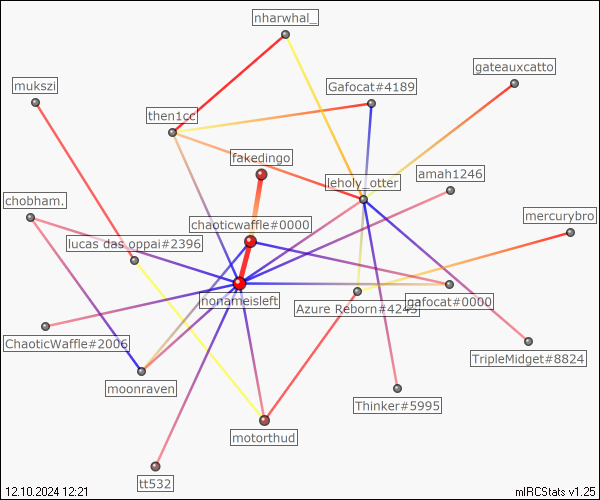 nharwhal_
gateauxcatto
mukszi
Gafocat#4189
then1cc
fakedingo
amah1246
leholy_otter
chobham.
mercurybro
chaoticwaffle#0000
lucas das oppai#2396
nonameisleft
gafocat#0000
Azure Reborn#4243
ChaoticWaffle#2006
TripleMidget#8824
moonraven
Thinker#5995
motorthud
tt532
12.10.2024 12:21
mIRCStats v1.25